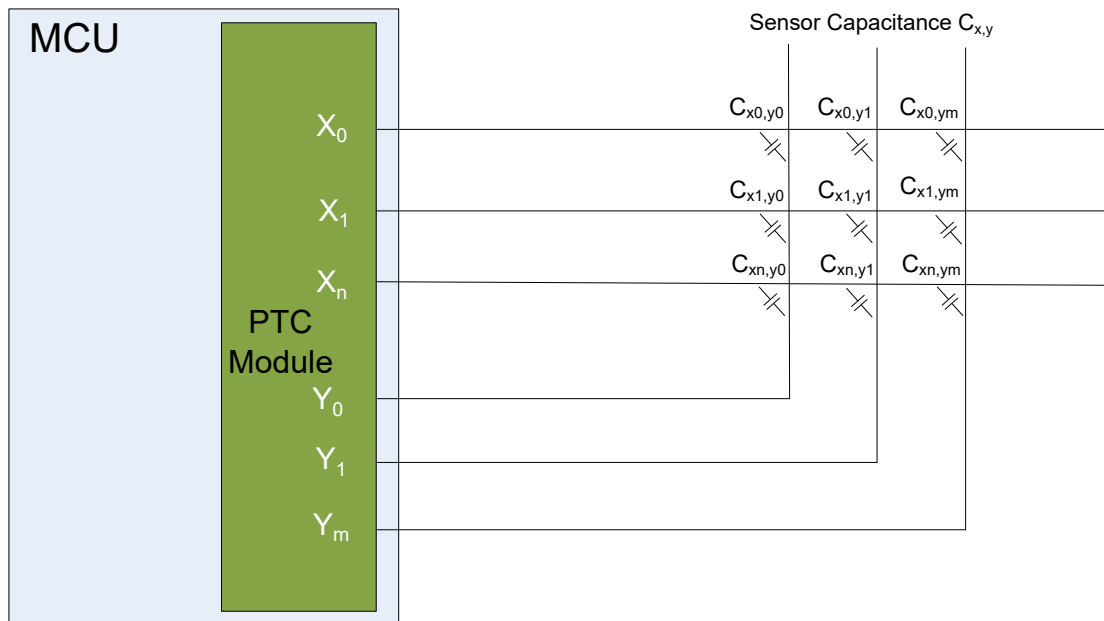 MCU
Sensor Capacitance Cx,y
X0
Cx0,y0 Cx0,y1 Cx0,ym
X1
Cx1,y0 Cx1,y1 Cx1,ym
Xn
Cxn,y0 Cxn,y1 Cxn,ym
PTC
Module
Y0
Y1
Ym